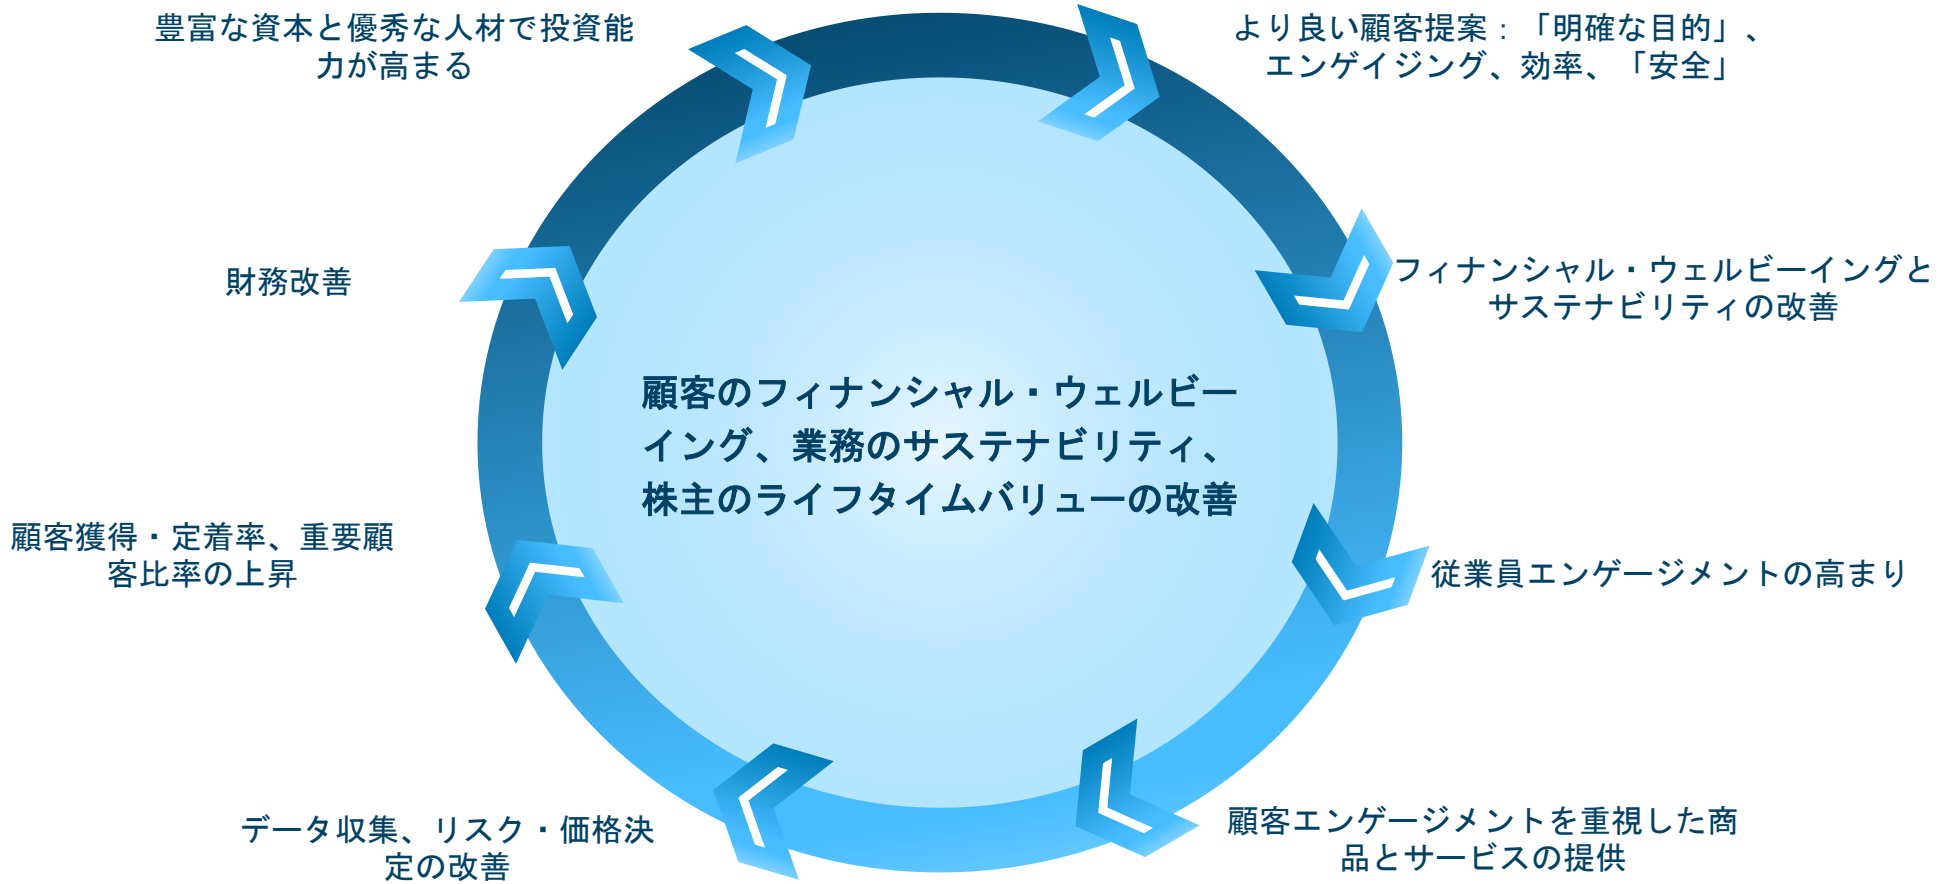 豊富な資本と優秀な人材で投資能
力が高まる
より良い顧客提案：「明確な目的」、
エンゲイジング、効率、「安全」
フィナンシャル・ウェルビーイングと
サステナビリティの改善
従業員エンゲージメントの高まり
顧客エンゲージメントを重視した商
品とサービスの提供
データ収集、リスク・価格決
定の改善
顧客獲得・定着率、重要顧
客比率の上昇
財務改善
顧客のフィナンシャル・ウェルビー
イング、業務のサステナビリティ、
株主のライフタイムバリューの改善